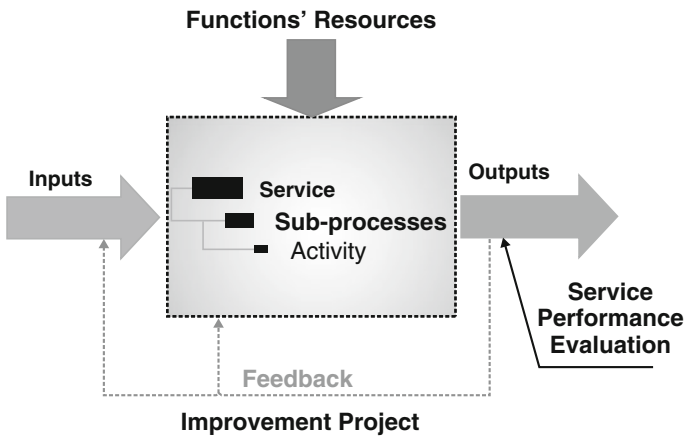 Functions' Resources
Inputs
Outputs
Service
Sub-processes
Activity
Service
Performance
Evaluation
Feedback
Improvement Project